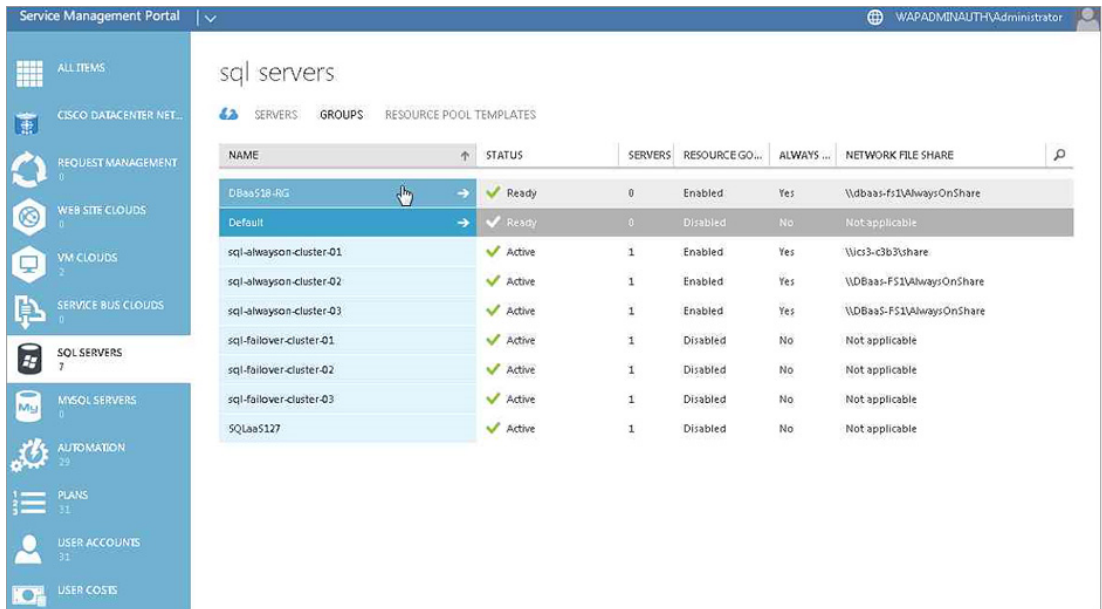 Service Management Portal
WAPADMINAUTH\Administrator
ALL ITEMS
CISCO DATACENTER NET...
REQUEST MANAGEMENT
0
WEB SITE CLOUDS
0
VM CLOUDS
2
SERVICE BUS CLOUDS
0
SQL SERVERS
7
MYSQL SERVERS
0
AUTOMATION
29
PLANS
31
USER ACCOUNTS
31
USER COSTS
My
1
2
3
sql servers
SERVERS GROUPS RESOURCE POOL TEMPLATES
NAME STATUS SERVERS RESOURCE GO... ALWAYS ... NETWORK FILE SHARE
DBaaS18-RG Ready 0 Enabled Yes \\dbaas-fs1\AlwaysOnShare
Default Ready 0 Disabled No Not applicable
sql-alwayson-cluster-01 Active 1 Enabled Yes \\ics3-c3b3\share
sql-alwayson-cluster-02 Active 1 Enabled Yes \\DBaas-FS1\AlwaysOnShare
sql-alwayson-cluster-03 Active 1 Enabled Yes \\DBaaS-FS1\AlwaysOnShare
sql-failover-cluster-01 Active 1 Disabled No Not applicable
sql-failover-cluster-02 Active 1 Disabled No Not applicable
sql-failover-cluster-03 Active 1 Disabled No Not applicable
SQLaaS127 Active 1 Disabled No Not applicable